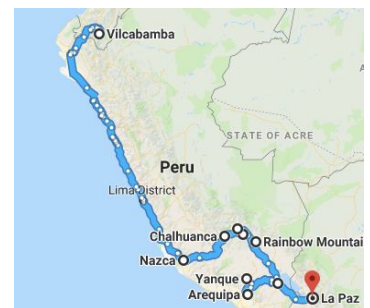 Vilcabamba
STATE OF ACRE
Peru
Lima District
Chalhuanca
Rainbow Mountai
Nazca
Yanque
La Paz
Arequipa